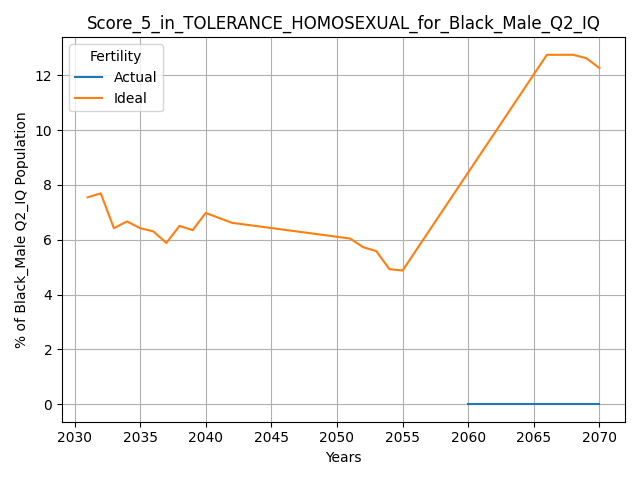 Score_5_in_TOLERANCE_HOMOSEXUAL_for_Black_Male_Q2_IQ
Fertility
Actual
Ideal
% of Black_Male Q2_IQ Population
12
10
8
6
4
2
0
2030 2035 2040 2045 2050 2055 2060 2065 2070
Years